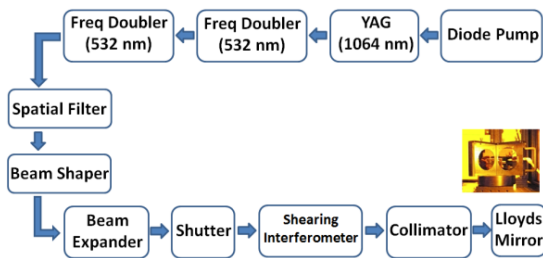 Freq Doubler
(532 nm)
Freq Doubler
(532 nm)
YAG
(1064 nm)
Diode Pump
Spatial Filter
Beam Shaper
Beam
Expander
Shutter
Shearing
Interferometer
Collimator
Lloyds
Mirror